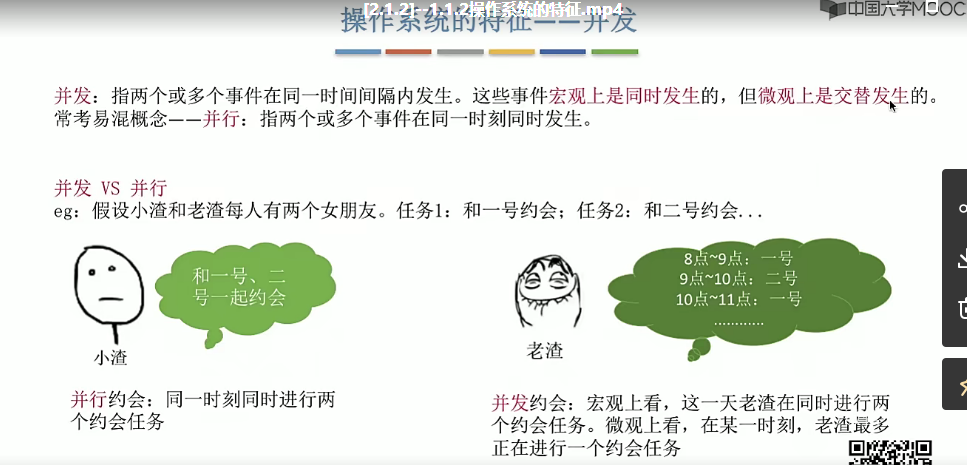 [2.1.2]--1.1.2操作系统的特征.mp4
操作系统的特征——并发
中国大学MOOC
并发：指两个或多个事件在同一时间间隔内发生。这些事件宏观上是同时发生的，但微观上是交替发生的。
常考易混概念——并行：指两个或多个事件在同一时刻同时发生。
并发 VS 并行
eg：假设小渣和老渣每人有两个女朋友。任务1：和一号约会；任务2：和二号约会...
和一号、二
号一起约会
小渣
8点~9点：一号
9点~10点：二号
10点~11点：一号
............
老渣
并行约会：同一时刻同时进行两
个约会任务
并发约会：宏观上看，这一天老渣在同时进行两
个约会任务。微观上看，在某一时刻，老渣最多
正在进行一个约会任务